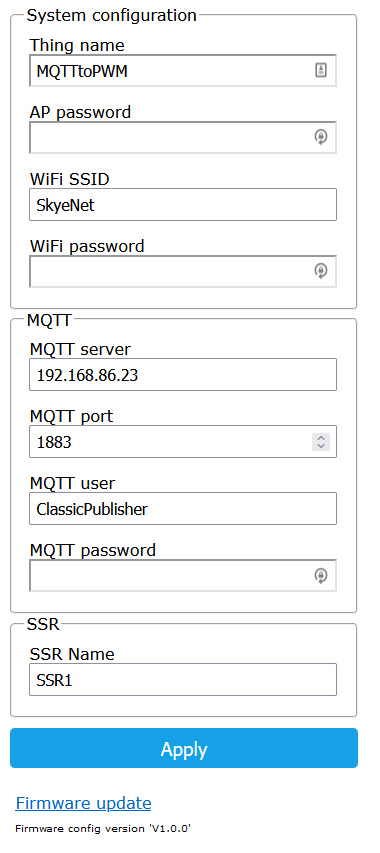 System configuration
Thing name
MQTTtoPWM
AP password
WiFi SSID
SkyeNet
WiFi password
MQTT
MQTT server
192.168.86.23
MQTT port
1883
MQTT user
ClassicPublisher
MQTT password
SSR
SSR Name
SSR1
Apply
Firmware update
Firmware config version 'V1.0.0'